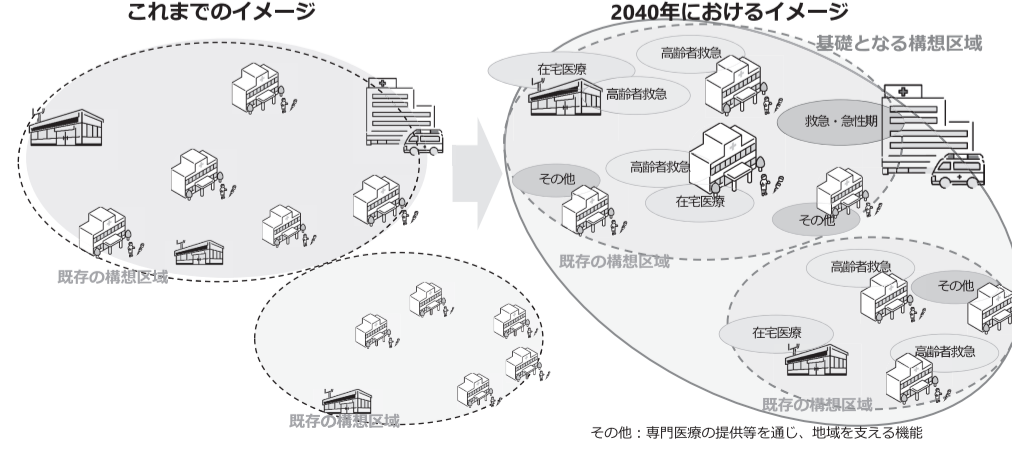 これまでのイメージ
2040年におけるイメージ
基礎となる構想区域
高齢者救急
在宅医療
高齢者救急
救急・急性期
高齢者救急
その他
在宅医療
その他
既存の構想区域
既存の構想区域
高齢者救急
その他
在宅医療
高齢者救急
既存の構想区域
既存の構想区域
その他：専門医療の提供等を通じ、地域を支える機能